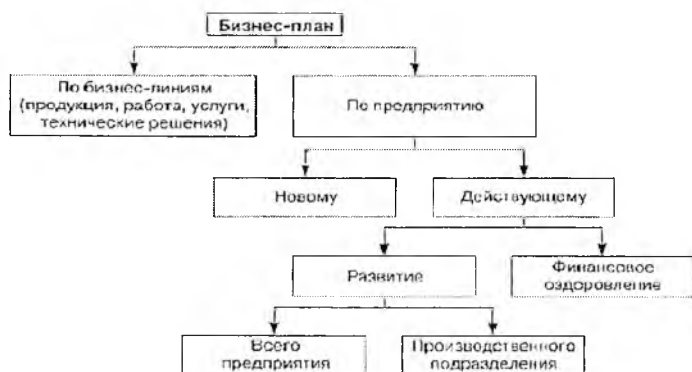 Бизнес-план
По бизнес-линиям
(продукция, работа, услуги,
технические решения)
По предприятию
Новому
Действующему
Развитие
Финансовое
оздоровление
Всего
предприятия
Производственного
подразделения